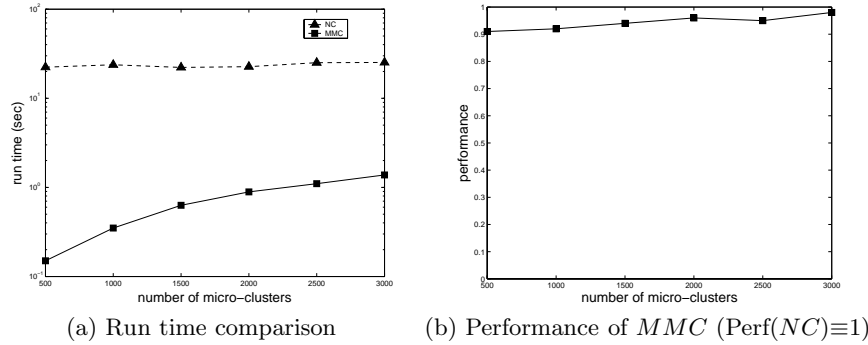 10²
NC
MMC
10¹
run time (sec)
10⁰
10⁻¹
500 1000 1500 2000 2500 3000
number of micro−clusters
(a) Run time comparison
1
0.9
0.8
0.7
0.6
performance
0.5
0.4
0.3
0.2
0.1
0
500 1000 1500 2000 2500 3000
number of micro−clusters
(b) Performance of MMC (Perf(NC)≡1)